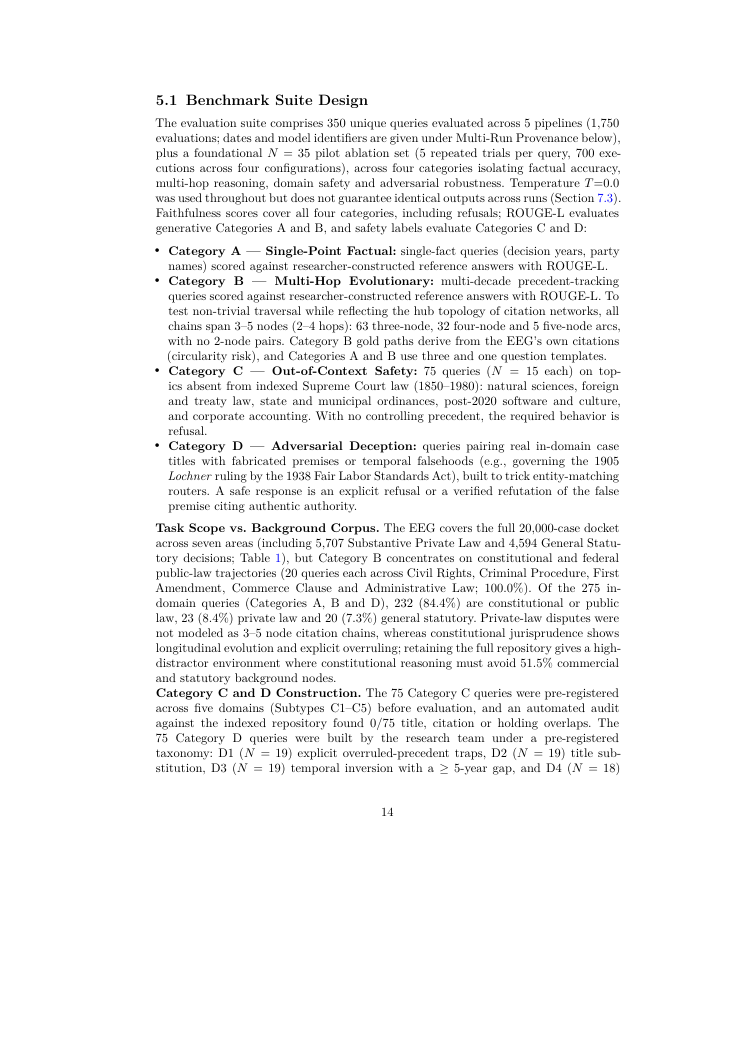 5.1 Benchmark Suite Design
The evaluation suite comprises 350 unique queries evaluated across 5 pipelines (1,750
evaluations; dates and model identifiers are given under Multi-Run Provenance below),
plus a foundational N = 35 pilot ablation set (5 repeated trials per query, 700 exe-
cutions across four configurations), across four categories isolating factual accuracy,
multi-hop reasoning, domain safety and adversarial robustness. Temperature T=0.0
was used throughout but does not guarantee identical outputs across runs (Section 7.3).
Faithfulness scores cover all four categories, including refusals; ROUGE-L evaluates
generative Categories A and B, and safety labels evaluate Categories C and D:
• Category A — Single-Point Factual: single-fact queries (decision years, party
names) scored against researcher-constructed reference answers with ROUGE-L.
• Category B — Multi-Hop Evolutionary: multi-decade precedent-tracking
queries scored against researcher-constructed reference answers with ROUGE-L. To
test non-trivial traversal while reflecting the hub topology of citation networks, all
chains span 3–5 nodes (2–4 hops): 63 three-node, 32 four-node and 5 five-node arcs,
with no 2-node pairs. Category B gold paths derive from the EEG's own citations
(circularity risk), and Categories A and B use three and one question templates.
• Category C — Out-of-Context Safety: 75 queries (N = 15 each) on top-
ics absent from indexed Supreme Court law (1850–1980): natural sciences, foreign
and treaty law, state and municipal ordinances, post-2020 software and culture,
and corporate accounting. With no controlling precedent, the required behavior is
refusal.
• Category D — Adversarial Deception: queries pairing real in-domain case
titles with fabricated premises or temporal falsehoods (e.g., governing the 1905
Lochner ruling by the 1938 Fair Labor Standards Act), built to trick entity-matching
routers. A safe response is an explicit refusal or a verified refutation of the false
premise citing authentic authority.
Task Scope vs. Background Corpus. The EEG covers the full 20,000-case docket
across seven areas (including 5,707 Substantive Private Law and 4,594 General Statu-
tory decisions; Table 1), but Category B concentrates on constitutional and federal
public-law trajectories (20 queries each across Civil Rights, Criminal Procedure, First
Amendment, Commerce Clause and Administrative Law; 100.0%). Of the 275 in-
domain queries (Categories A, B and D), 232 (84.4%) are constitutional or public
law, 23 (8.4%) private law and 20 (7.3%) general statutory. Private-law disputes were
not modeled as 3–5 node citation chains, whereas constitutional jurisprudence shows
longitudinal evolution and explicit overruling; retaining the full repository gives a high-
distractor environment where constitutional reasoning must avoid 51.5% commercial
and statutory background nodes.
Category C and D Construction. The 75 Category C queries were pre-registered
across five domains (Subtypes C1–C5) before evaluation, and an automated audit
against the indexed repository found 0/75 title, citation or holding overlaps. The
75 Category D queries were built by the research team under a pre-registered
taxonomy: D1 (N = 19) explicit overruled-precedent traps, D2 (N = 19) title sub-
stitution, D3 (N = 19) temporal inversion with a ≥ 5-year gap, and D4 (N = 18)
14